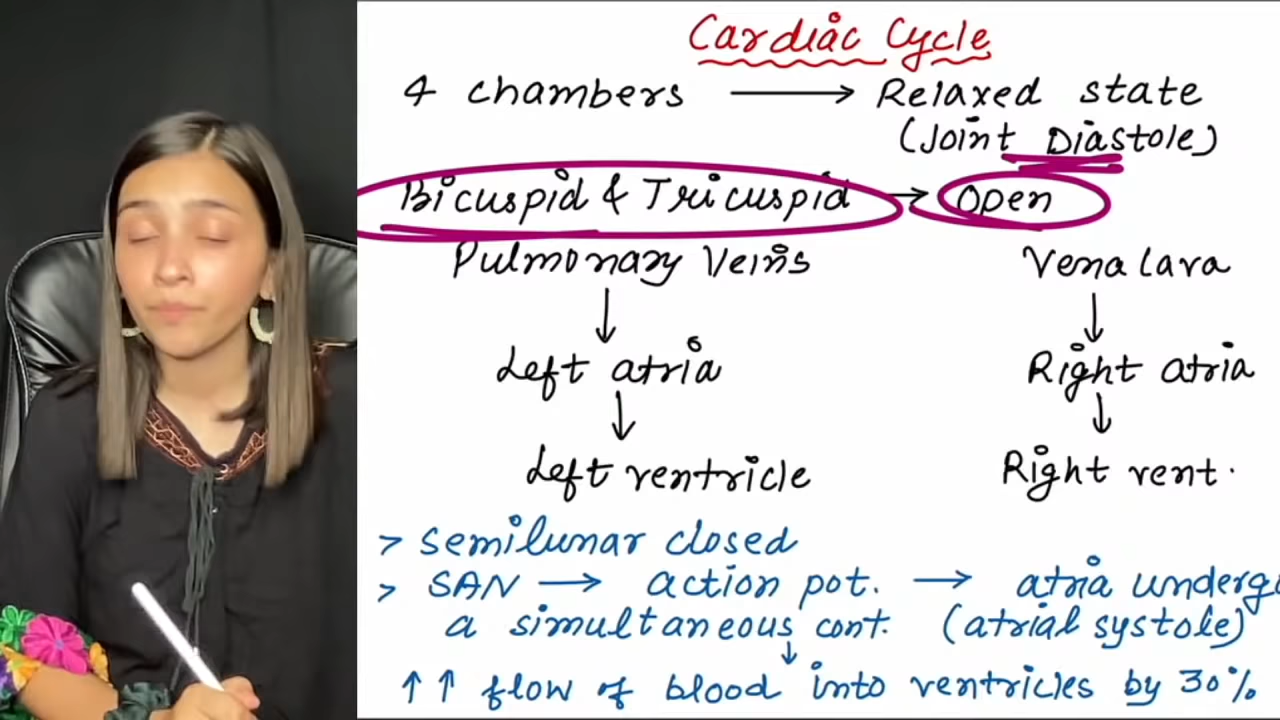 Cardiac Cycle
4 chambers → Relaxed state
(Joint Diastole)
Bicuspid & Tricuspid → Open
Pulmonary Veins Vena Cava
↓ ↓
Left atria Right atria
↓ ↓
Left ventricle Right vent.
> Semilunar closed
> SAN → action pot. → atria underg
a simultaneous cont. (atrial systole)
↓
↑↑ flow of blood into ventricles by 30%